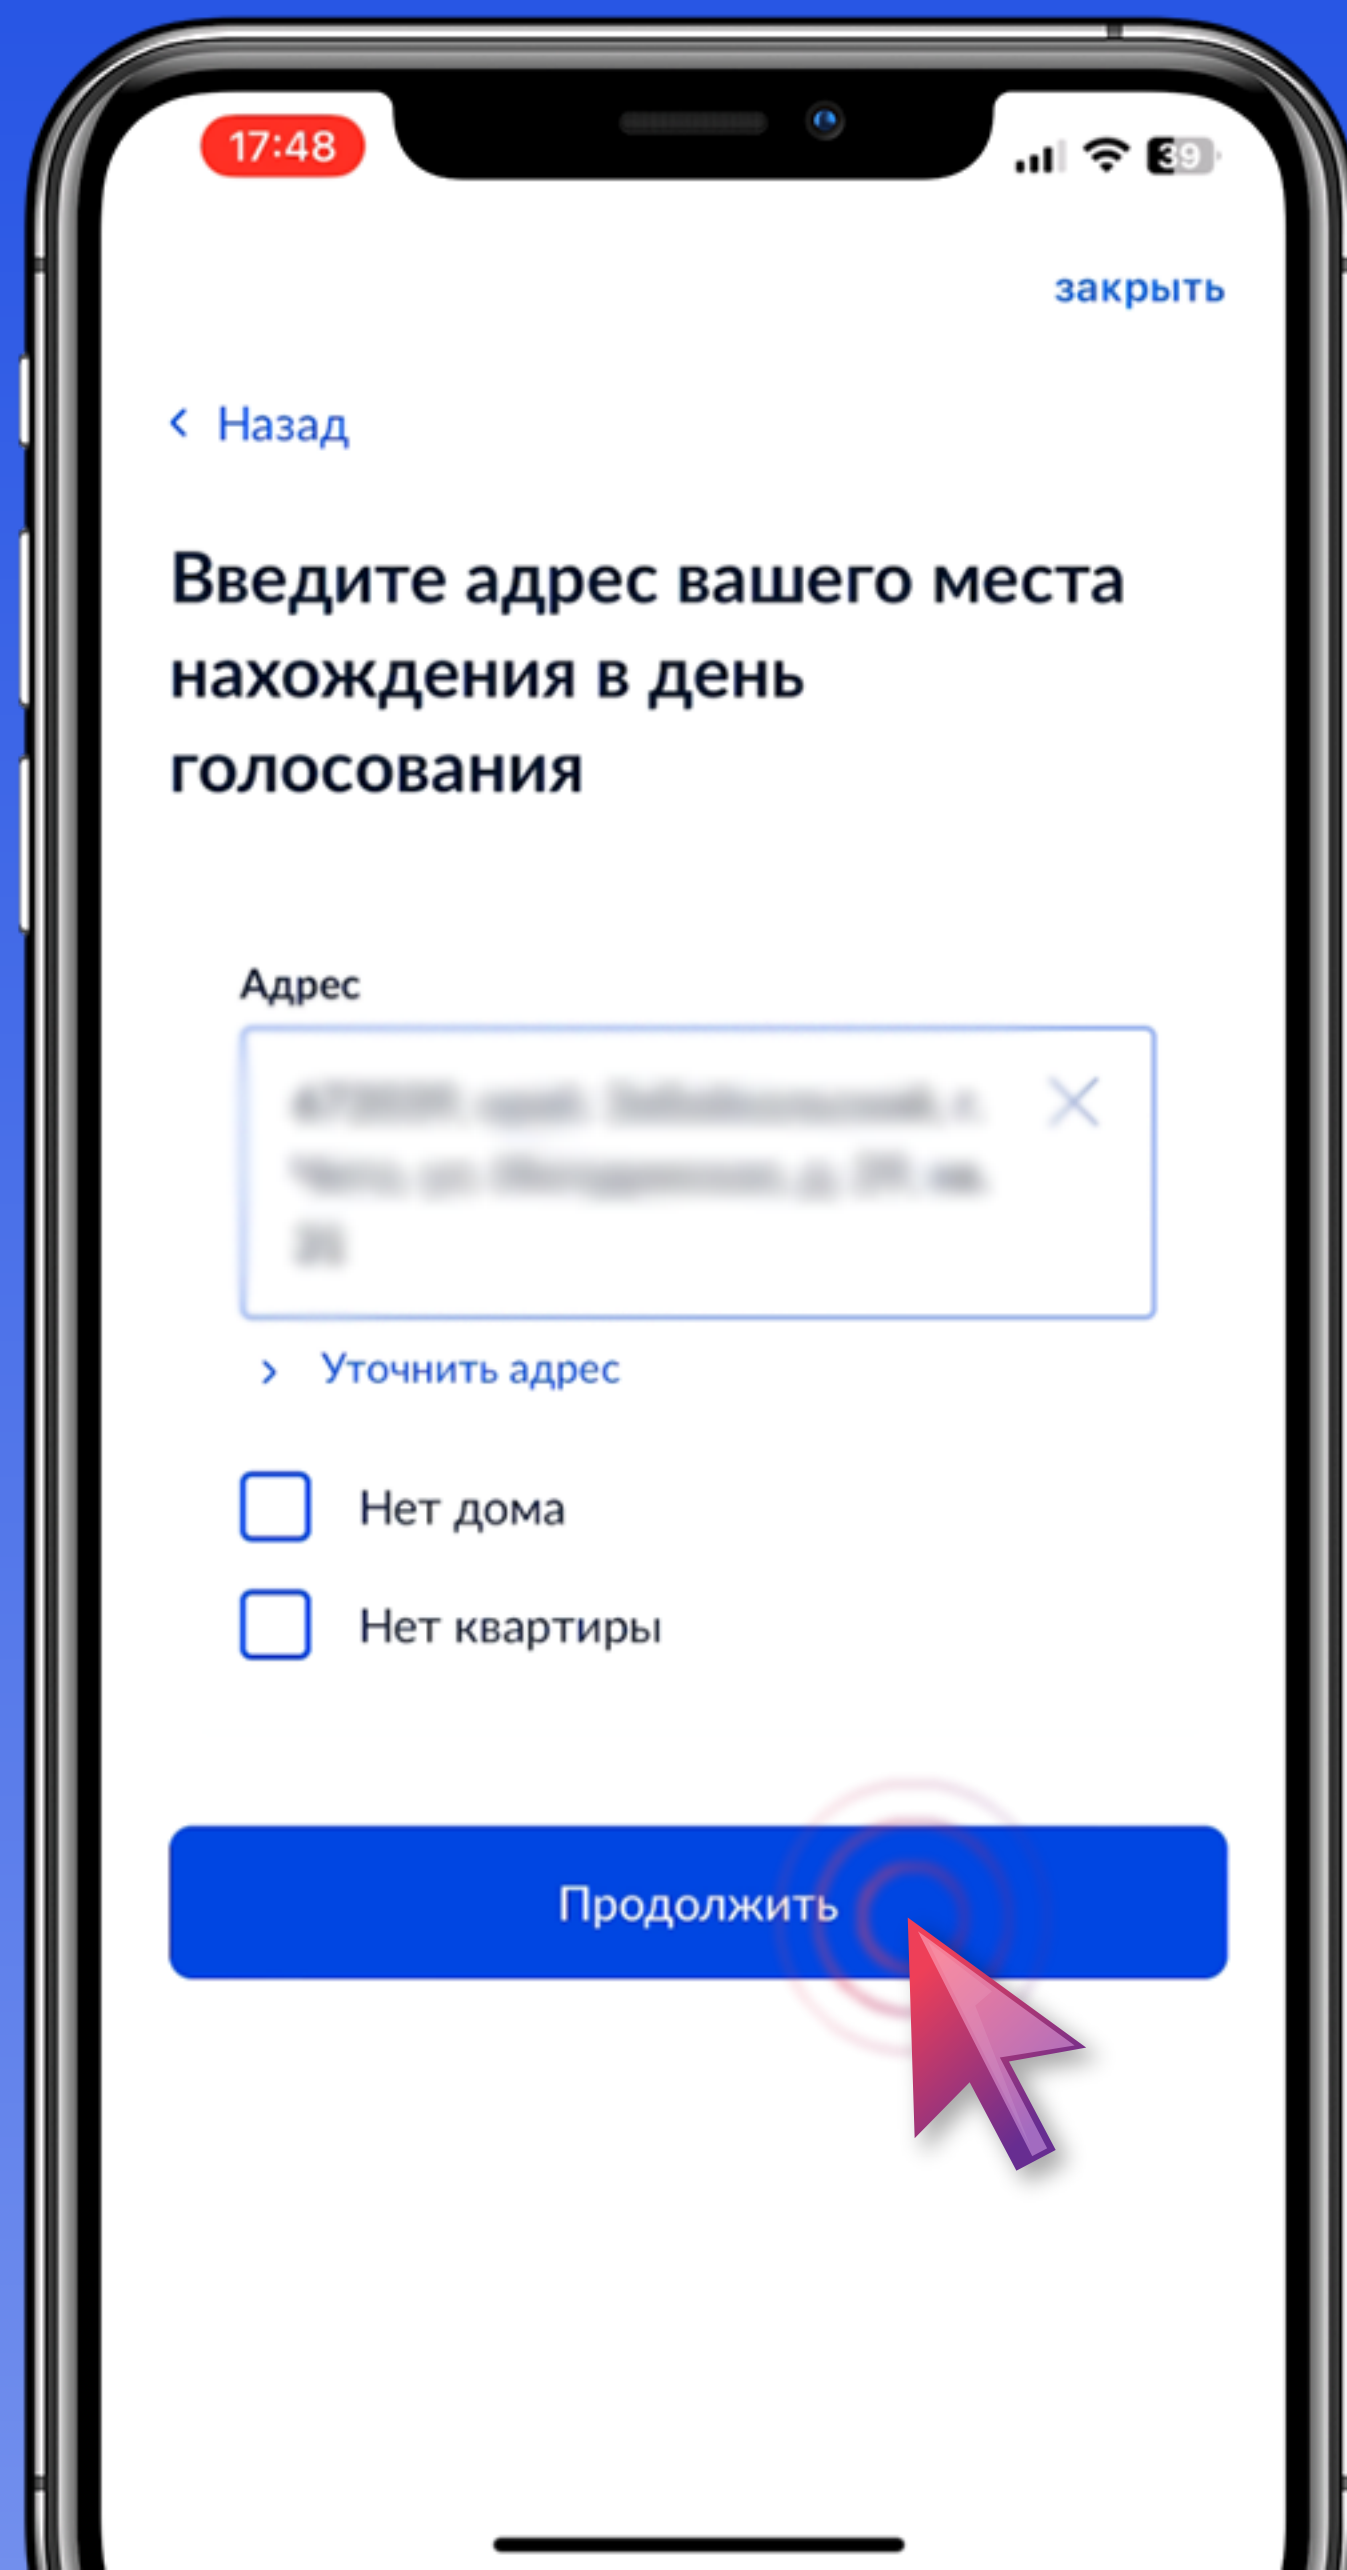 17:48
39
закрыть
Назад
Введите адрес вашего места
нахождения в день
голосования
Адрес
Уточнить адрес
Нет дома
Нет квартиры
Продолжить